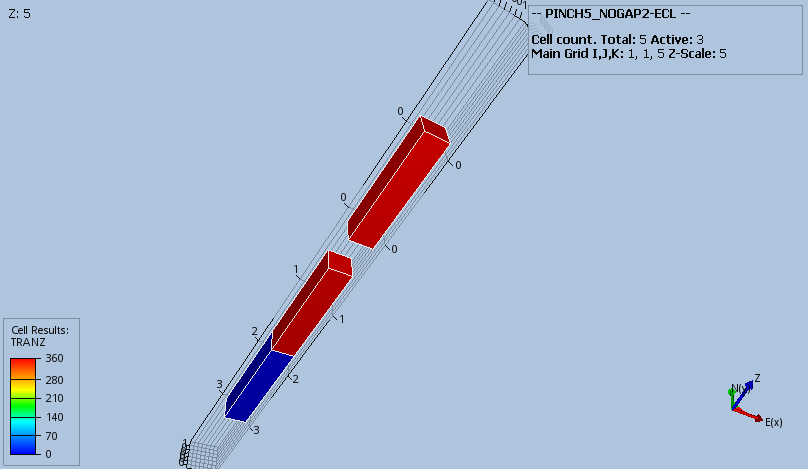 Z: 5
-- PINCH5_NOGAP2-ECL --
Cell count. Total: 5 Active: 3
Main Grid I,J,K: 1, 1, 5 Z-Scale: 5
0
0
0
0
1
1
2
2
3
3
Cell Results:
TRANZ
360
280
210
140
70
0
Z
N(y)
E(x)